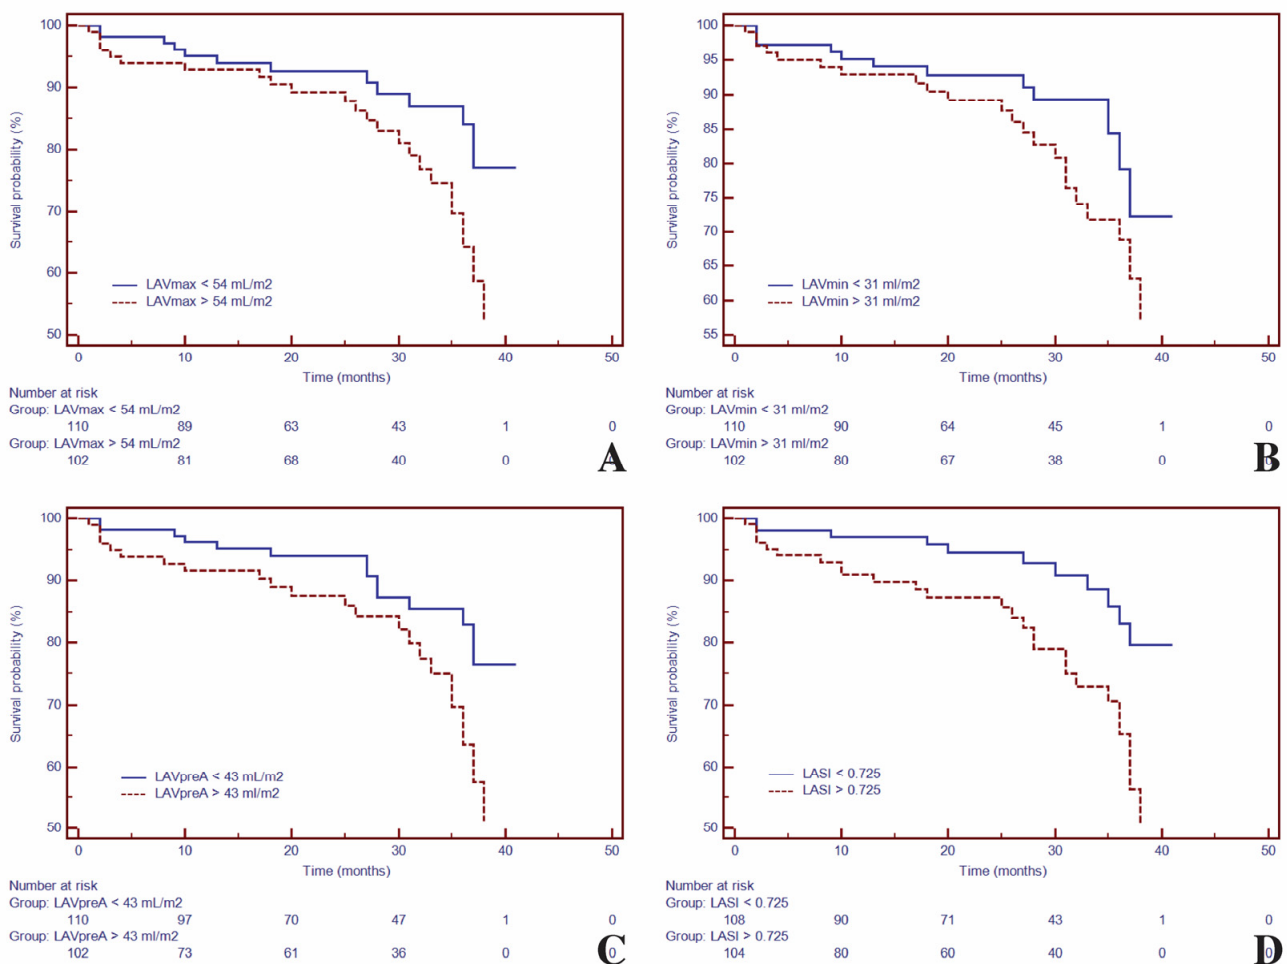 100
90
80
70
60
50
Survival probability (%)
LAVmax < 54 mL/m2
LAVmax > 54 mL/m2
0 10 20 30 40 50
Time (months)
Number at risk
Group: LAVmax < 54 mL/m2
110 89 63 43 1 0
Group: LAVmax > 54 mL/m2
102 81 68 40 0
A
100
95
90
85
80
75
70
65
60
55
Survival probability (%)
LAVmin < 31 ml/m2
LAVmin > 31 ml/m2
0 10 20 30 40 50
Time (months)
Number at risk
Group: LAVmin < 31 ml/m2
110 90 64 45 1 0
Group: LAVmin > 31 ml/m2
102 80 67 38 0 0
B
100
90
80
70
60
50
Survival probability (%)
LAVpreA < 43 mL/m2
LAVpreA > 43 ml/m2
0 10 20 30 40 50
Time (months)
Number at risk
Group: LAVpreA < 43 mL/m2
110 97 70 47 1 0
Group: LAVpreA > 43 ml/m2
102 73 61 36 0 0
C
100
90
80
70
60
50
Survival probability (%)
LASI < 0.725
LASI > 0.725
0 10 20 30 40 50
Time (months)
Number at risk
Group: LASI < 0.725
108 90 71 43 1 0
Group: LASI > 0.725
104 80 60 40 0 0
D